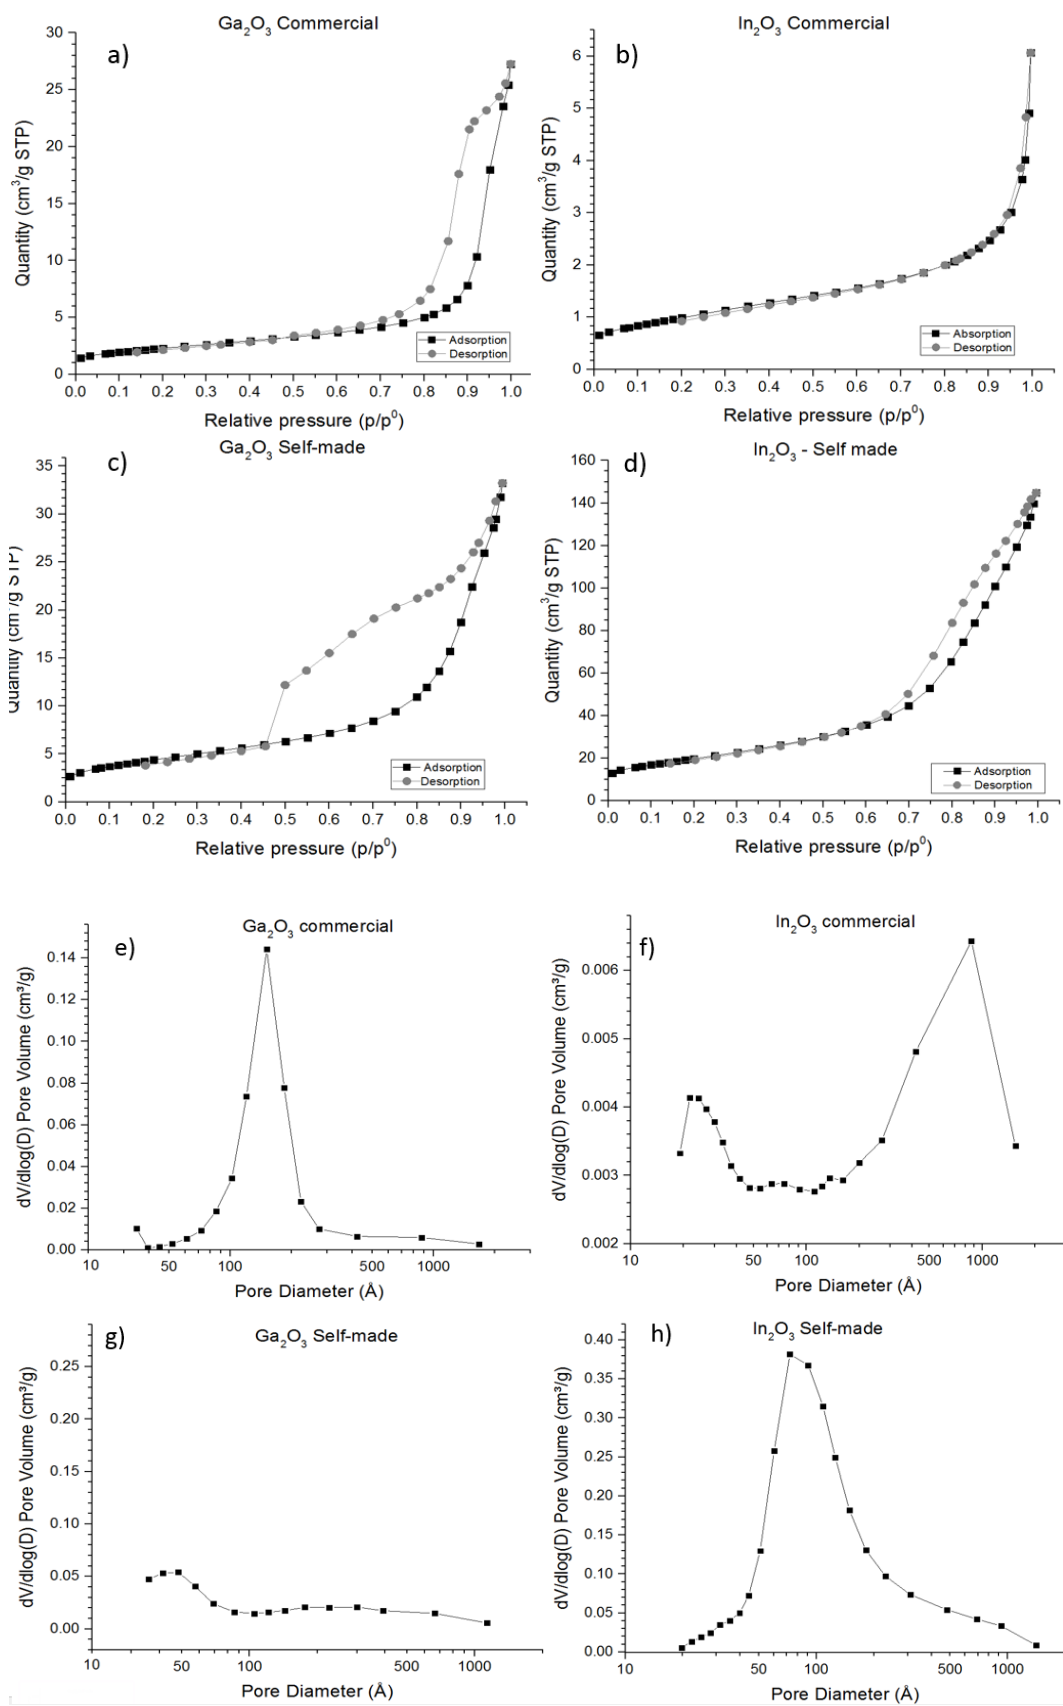 Ga₂O₃ Commercial
a)
30
25
20
15
10
5
0
Quantity (cm³/g STP)
Adsorption
Desorption
0.0 0.1 0.2 0.3 0.4 0.5 0.6 0.7 0.8 0.9 1.0
Relative pressure (p/p⁰)
In₂O₃ Commercial
b)
6
5
4
3
2
1
0
Quantity (cm³/g STP)
Absorption
Desorption
0.0 0.1 0.2 0.3 0.4 0.5 0.6 0.7 0.8 0.9 1.0
Relative pressure (p/p⁰)
Ga₂O₃ Self-made
c)
35
30
25
20
15
10
5
0
Quantity (cm³/g STP)
Adsorption
Desorption
0.0 0.1 0.2 0.3 0.4 0.5 0.6 0.7 0.8 0.9 1.0
Relative pressure (p/p⁰)
In₂O₃ - Self made
d)
160
140
120
100
80
60
40
20
0
Quantity (cm³/g STP)
Adsorption
Desorption
0.0 0.1 0.2 0.3 0.4 0.5 0.6 0.7 0.8 0.9 1.0
Relative pressure (p/p⁰)
Ga₂O₃ commercial
e)
0.14
0.12
0.10
0.08
0.06
0.04
0.02
0.00
dV/dlog(D) Pore Volume (cm³/g)
10 50 100 500 1000
Pore Diameter (Å)
In₂O₃ commercial
f)
0.006
0.005
0.004
0.003
0.002
dV/dlog(D) Pore Volume (cm³/g)
10 50 100 500 1000
Pore Diameter (Å)
Ga₂O₃ Self-made
g)
0.25
0.20
0.15
0.10
0.05
0.00
dV/dlog(D) Pore Volume (cm³/g)
10 50 100 500 1000
Pore Diameter (Å)
In₂O₃ Self-made
h)
0.40
0.35
0.30
0.25
0.20
0.15
0.10
0.05
0.00
dV/dlog(D) Pore Volume (cm³/g)
10 50 100 500 1000
Pore Diameter (Å)